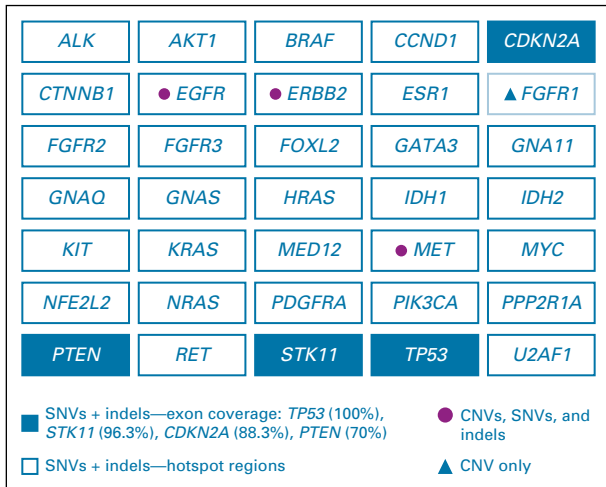 ALK AKT1 BRAF CCND1 CDKN2A
CTNNB1 EGFR ERBB2 ESR1 FGFR1
FGFR2 FGFR3 FOXL2 GATA3 GNA11
GNAQ GNAS HRAS IDH1 IDH2
KIT KRAS MED12 MET MYC
NFE2L2 NRAS PDGFRA PIK3CA PPP2R1A
PTEN RET STK11 TP53 U2AF1
SNVs + indels—exon coverage: TP53 (100%),
STK11 (96.3%), CDKN2A (88.3%), PTEN (70%)
SNVs + indels—hotspot regions
CNVs, SNVs, and
indels
CNV only